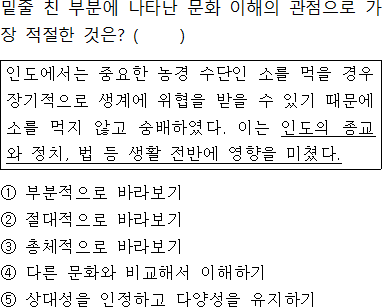 밑줄 친 부분에 나타난 문화 이해의 관점으로 가
장 적절한 것은? (    )
인도에서는 중요한 농경 수단인 소를 먹을 경우
장기적으로 생계에 위협을 받을 수 있기 때문에
소를 먹지 않고 숭배하였다. 이는 인도의 종교
와 정치, 법 등 생활 전반에 영향을 미쳤다.
① 부분적으로 바라보기
② 절대적으로 바라보기
③ 총체적으로 바라보기
④ 다른 문화와 비교해서 이해하기
⑤ 상대성을 인정하고 다양성을 유지하기